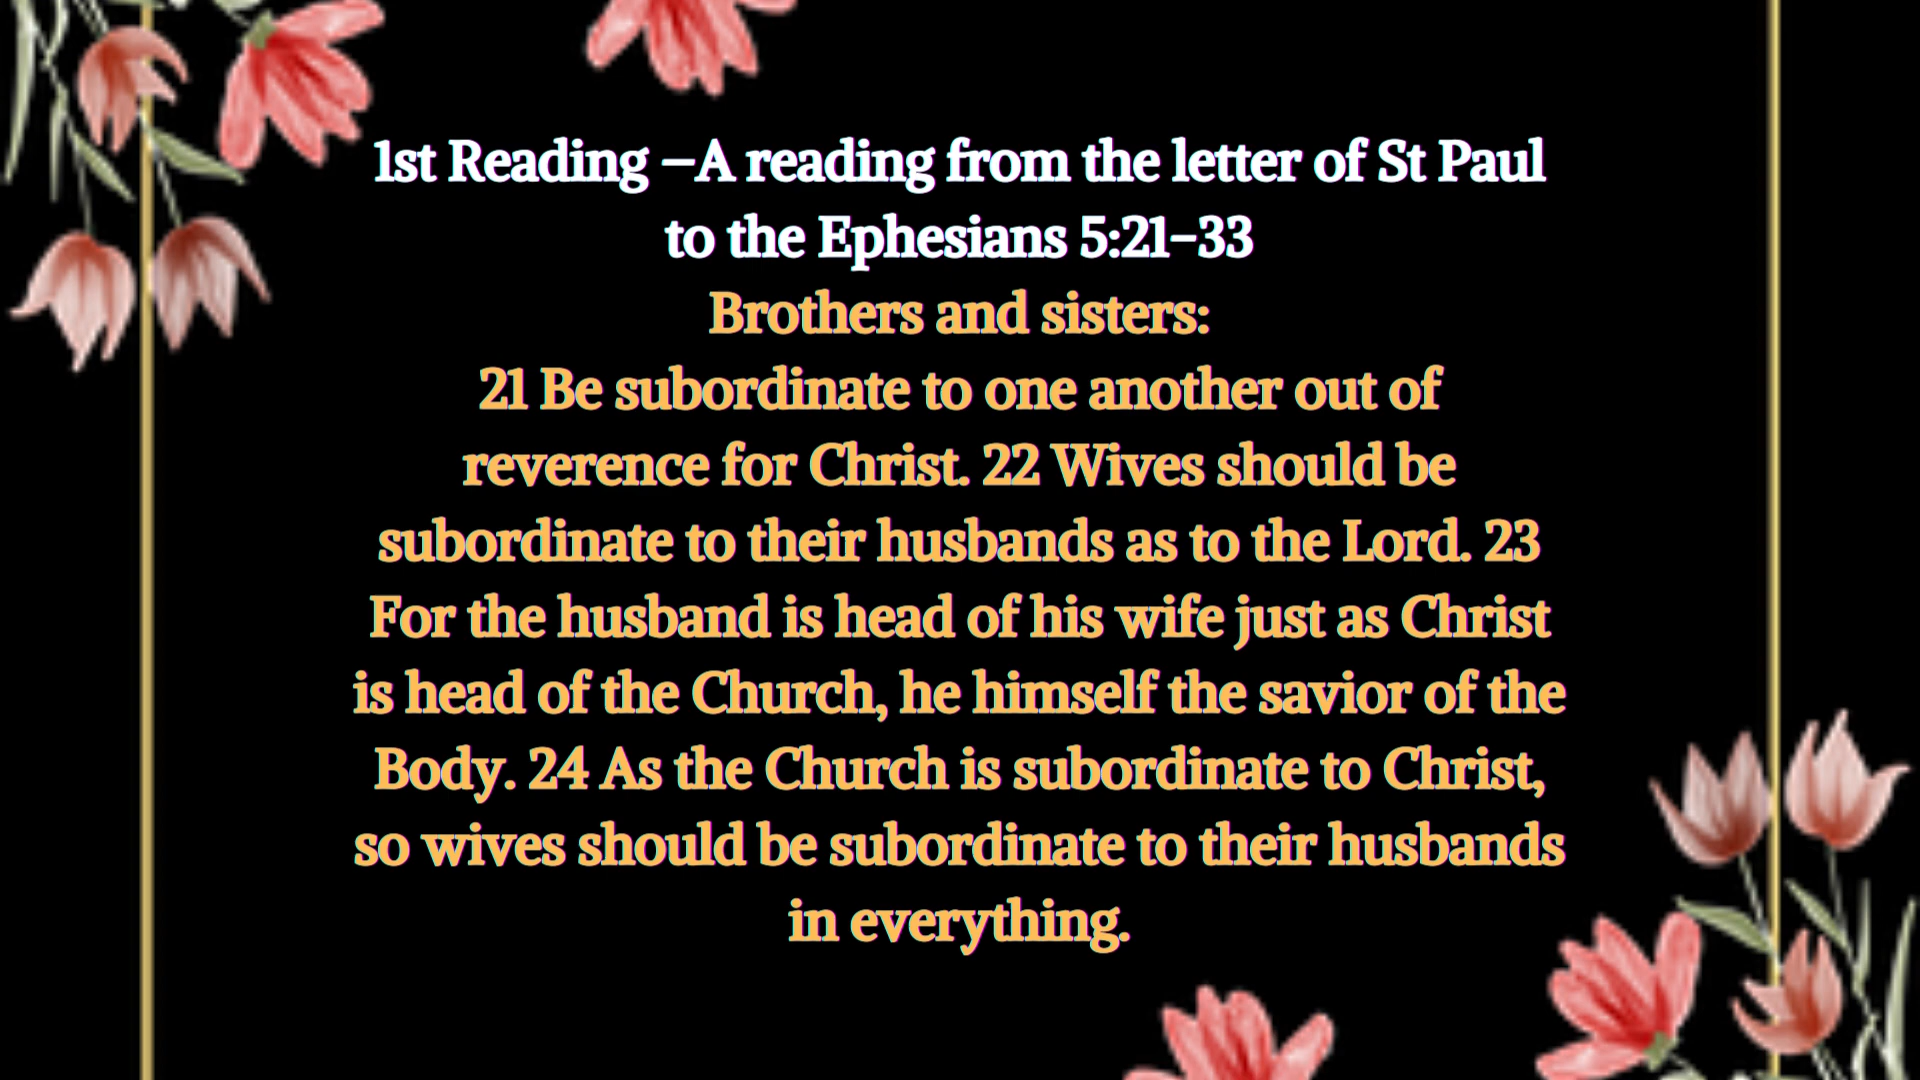 1st Reading –A reading from the letter of St Paul
to the Ephesians 5:21-33
Brothers and sisters:
21 Be subordinate to one another out of
reverence for Christ. 22 Wives should be
subordinate to their husbands as to the Lord. 23
For the husband is head of his wife just as Christ
is head of the Church, he himself the savior of the
Body. 24 As the Church is subordinate to Christ,
so wives should be subordinate to their husbands
in everything.